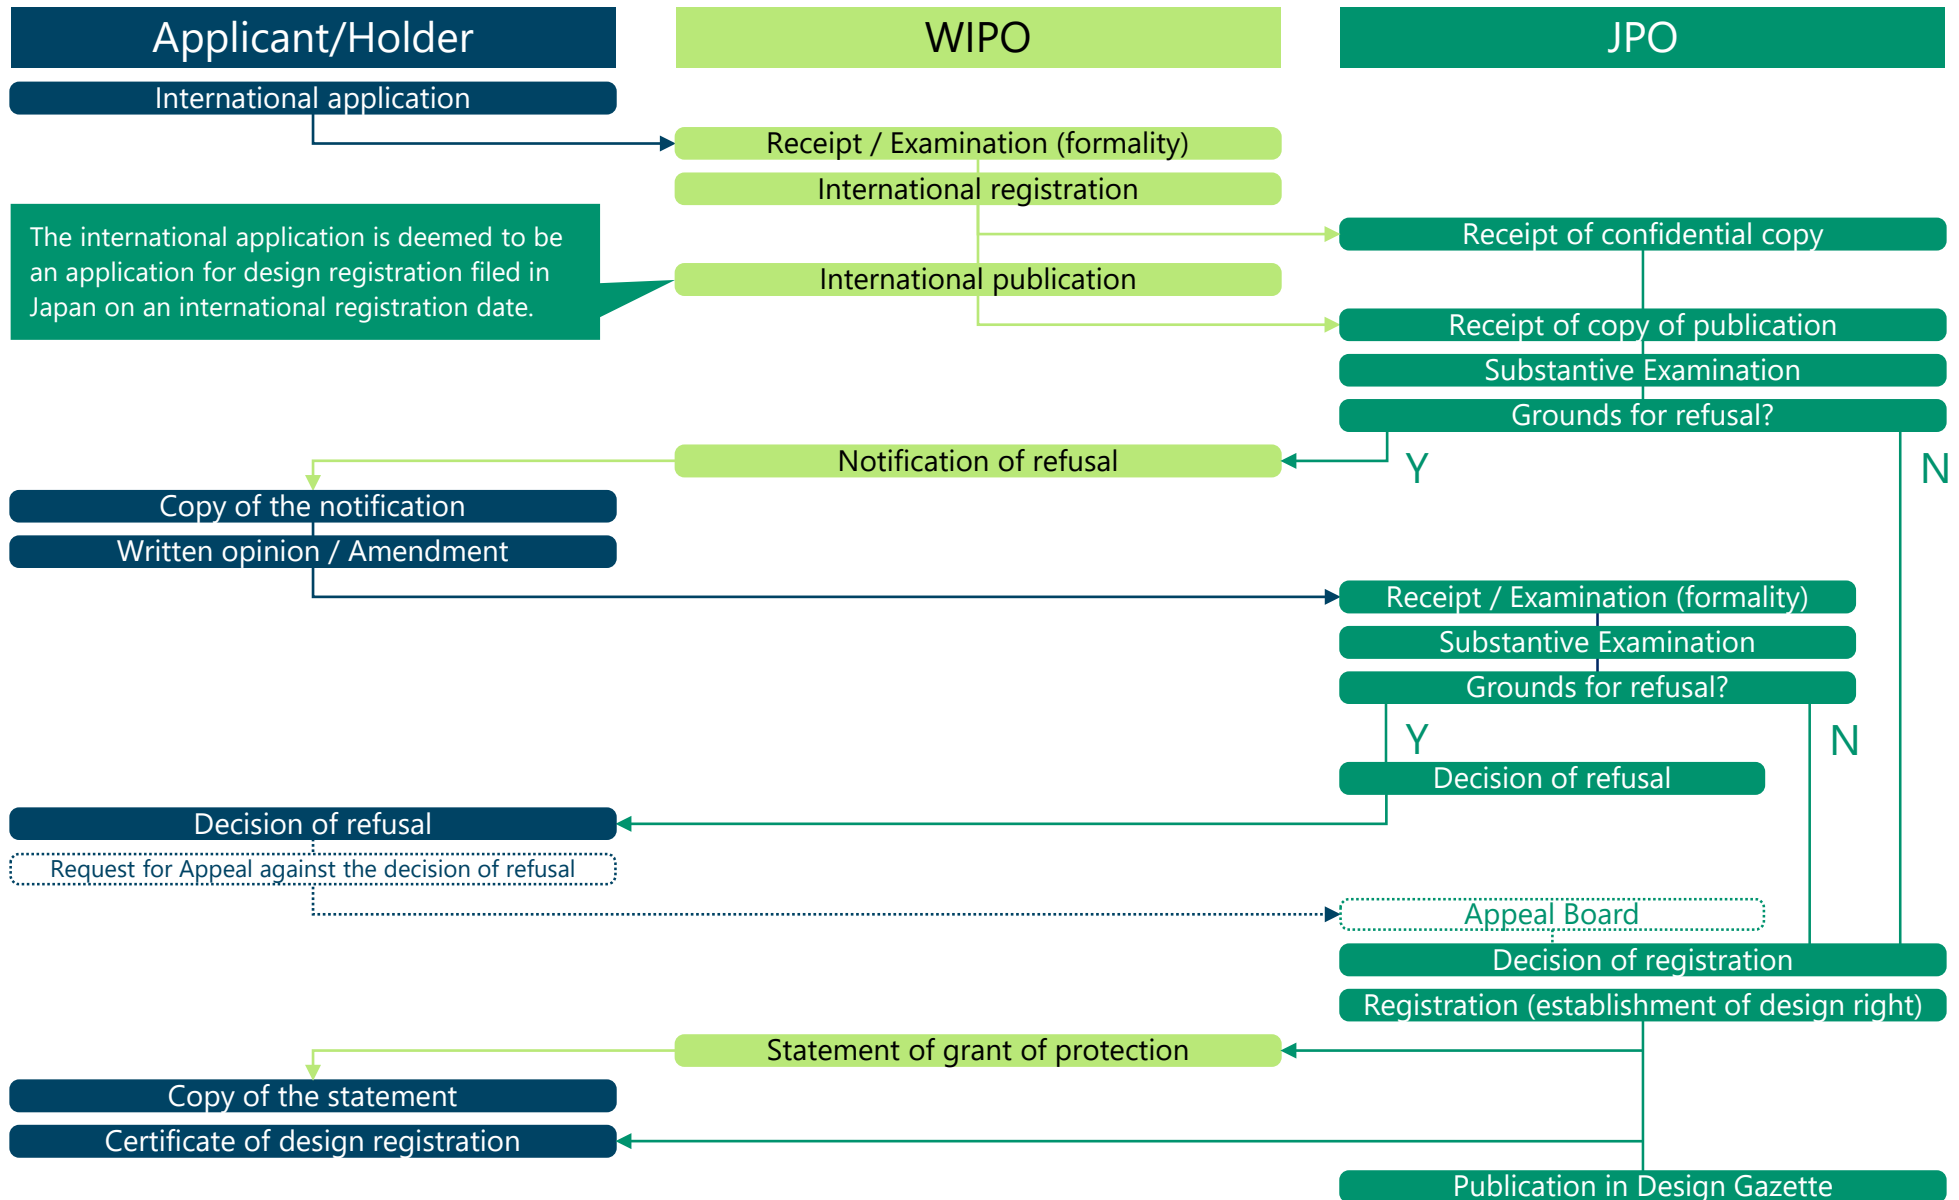 Applicant/Holder
WIPO
JPO
International application
Receipt / Examination (formality)
International registration
The international application is deemed to be
an application for design registration filed in
Japan on an international registration date.
Receipt of confidential copy
International publication
Receipt of copy of publication
Substantive Examination
Grounds for refusal?
Y
N
Notification of refusal
Copy of the notification
Written opinion / Amendment
Receipt / Examination (formality)
Substantive Examination
Grounds for refusal?
Y
N
Decision of refusal
Decision of refusal
Request for Appeal against the decision of refusal
Appeal Board
Decision of registration
Registration (establishment of design right)
Statement of grant of protection
Copy of the statement
Certificate of design registration
Publication in Design Gazette